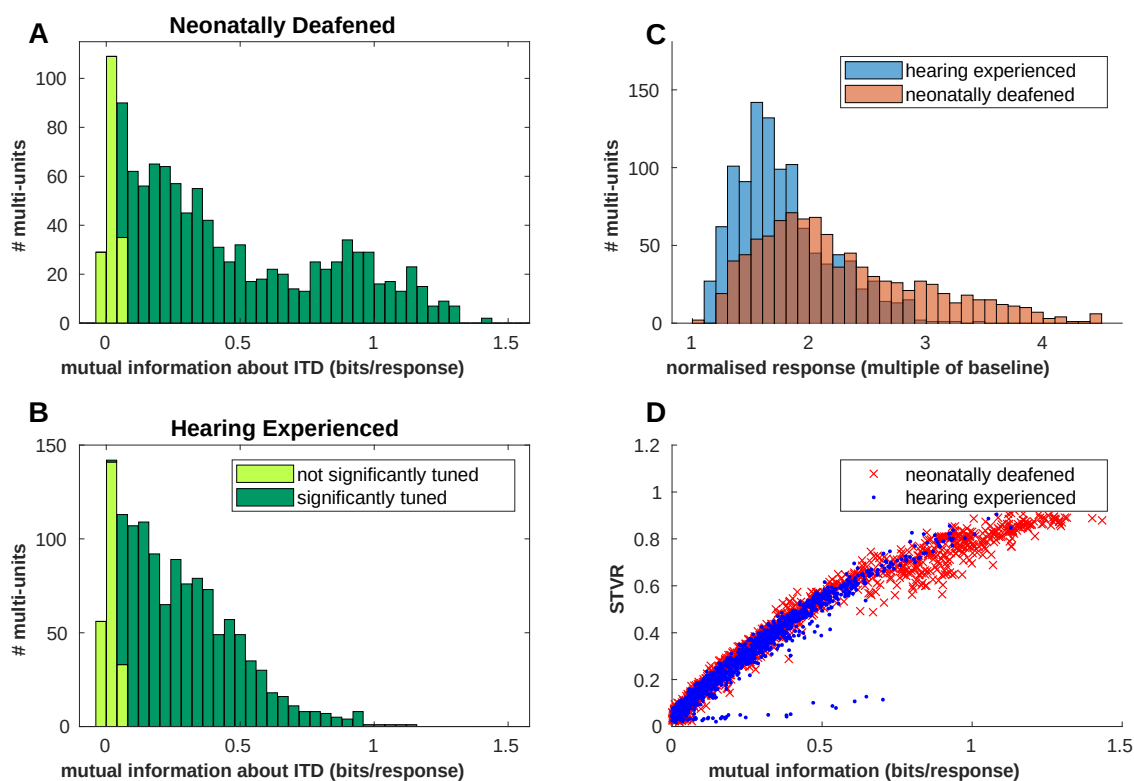 A
Neonatally Deafened
100
80
60
40
20
0
# multi-units
0 0.5 1 1.5
mutual information about ITD (bits/response)
C
hearing experienced
neonatally deafened
150
100
50
0
# multi-units
1 2 3 4
normalised response (multiple of baseline)
B
Hearing Experienced
not significantly tuned
significantly tuned
150
100
50
0
# multi-units
0 0.5 1 1.5
mutual information about ITD (bits/response)
D
neonatally deafened
hearing experienced
1.2
1
0.8
0.6
0.4
0.2
0
STVR
0 0.5 1 1.5
mutual information (bits/response)